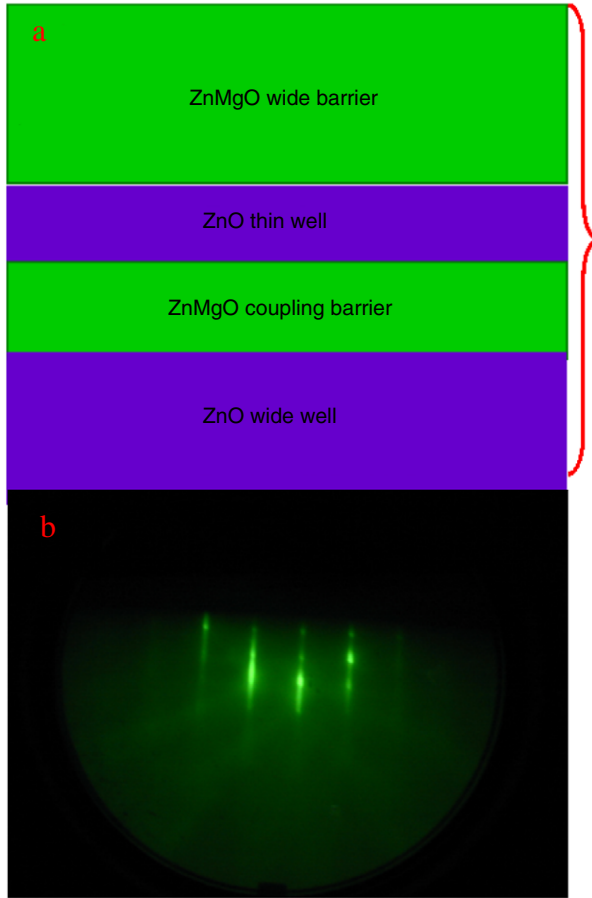 a
ZnMgO wide barrier
ZnO thin well
ZnMgO coupling barrier
ZnO wide well
b